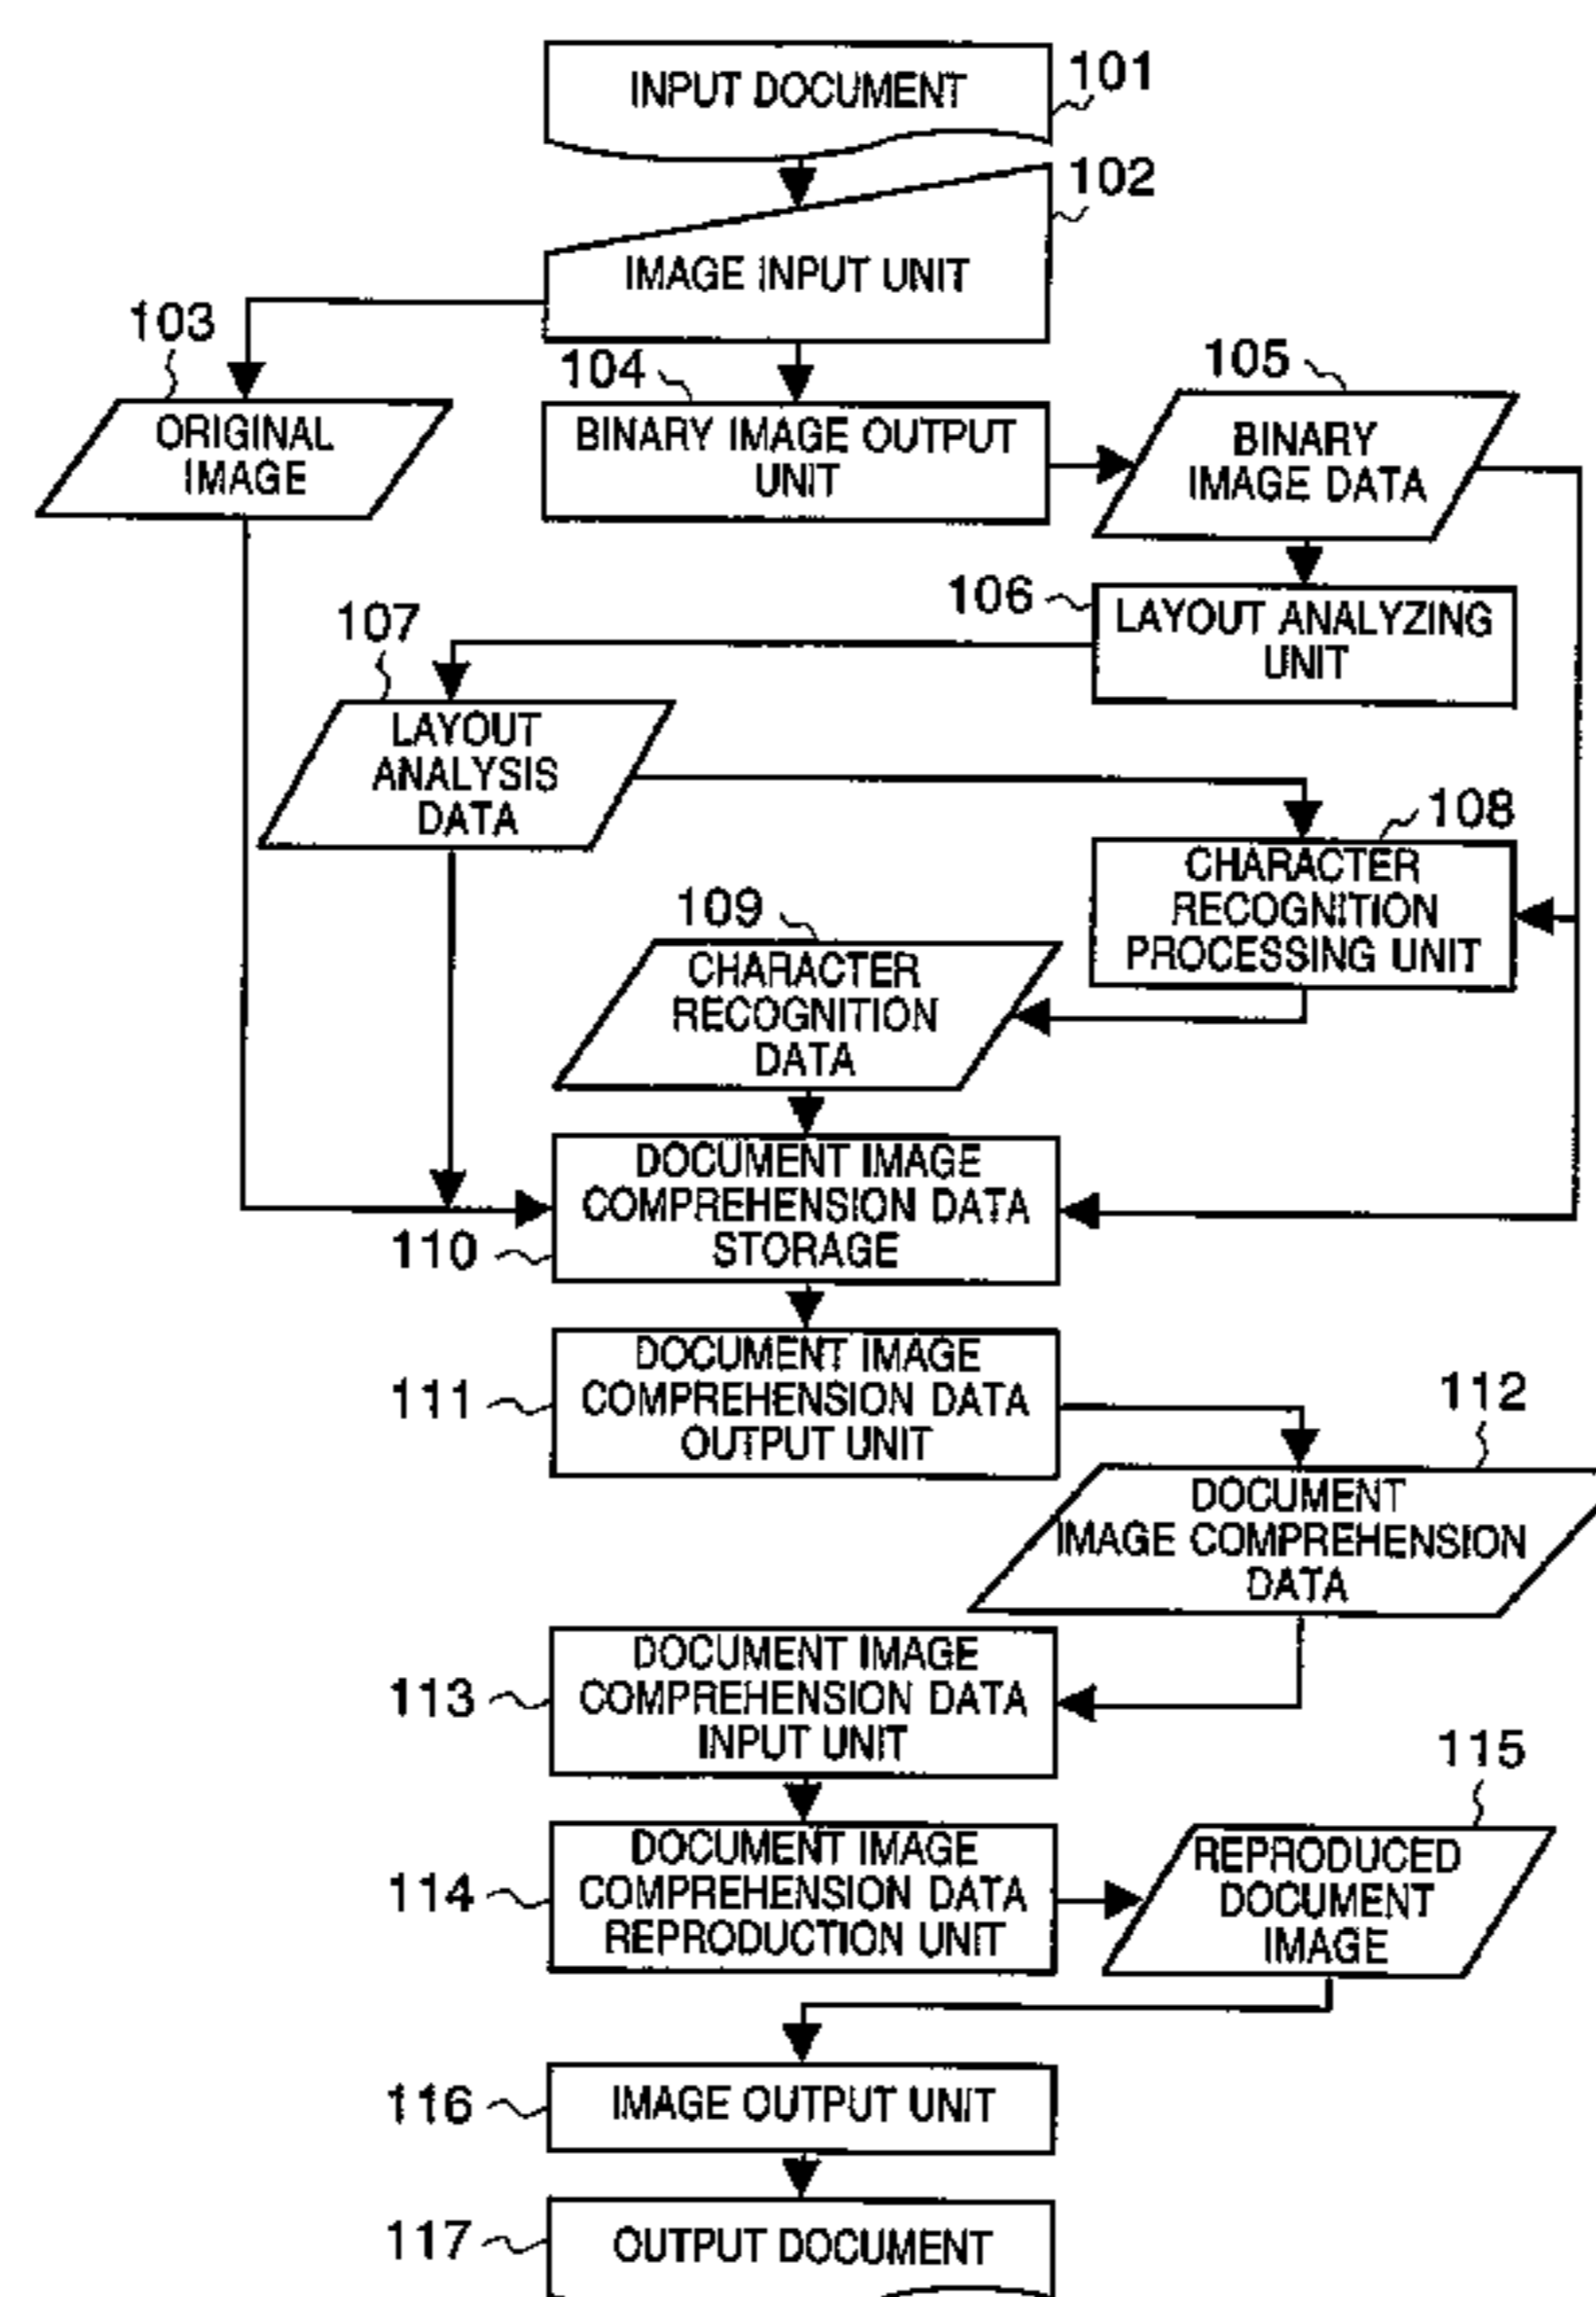 INPUT DOCUMENT
101
102
IMAGE INPUT UNIT
103
ORIGINAL
IMAGE
104
BINARY IMAGE OUTPUT
UNIT
105
BINARY
IMAGE DATA
106
LAYOUT ANALYZING
UNIT
107
LAYOUT
ANALYSIS
DATA
108
CHARACTER
RECOGNITION
PROCESSING UNIT
109
CHARACTER
RECOGNITION
DATA
DOCUMENT IMAGE
COMPREHENSION DATA
STORAGE
110
DOCUMENT IMAGE
COMPREHENSION DATA
OUTPUT UNIT
111
112
DOCUMENT
IMAGE COMPREHENSION
DATA
DOCUMENT IMAGE
COMPREHENSION DATA
INPUT UNIT
113
DOCUMENT IMAGE
COMPREHENSION DATA
REPRODUCTION UNIT
114
115
REPRODUCED
DOCUMENT
IMAGE
116
IMAGE OUTPUT UNIT
117
OUTPUT DOCUMENT